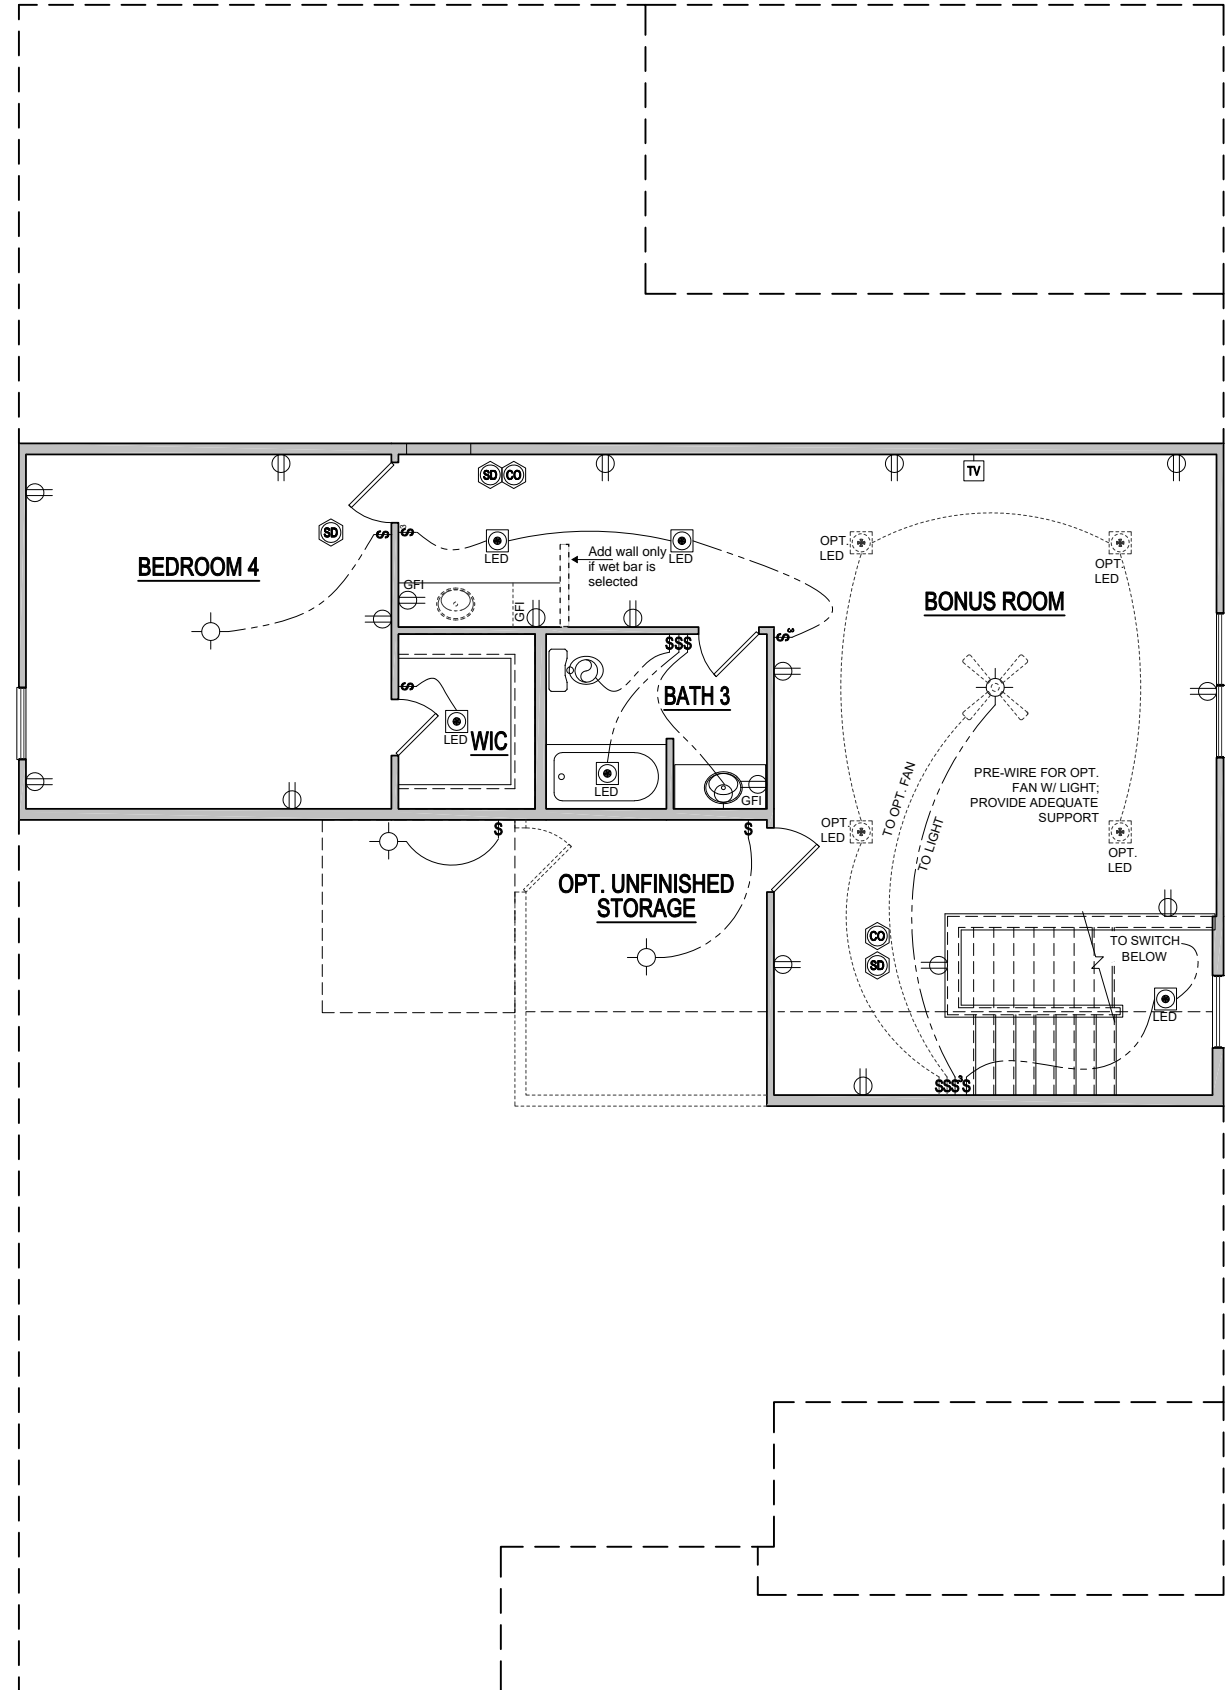 SD CO
TV
SD
$
$3
LED
LED
Add wall only
if wet bar is
selected
OPT.
LED
OPT.
LED
BEDROOM 4
GFI
GFI
BONUS ROOM
$3
$$$
$
BATH 3
LED
WIC
LED
GFI
PRE-WIRE FOR OPT.
FAN W/ LIGHT;
PROVIDE ADEQUATE
SUPPORT
TO OPT. FAN
TO LIGHT
OPT.
LED
OPT.
LED
$
$
OPT. UNFINISHED
STORAGE
CO
SD
TO SWITCH
BELOW
LED
$$$3$